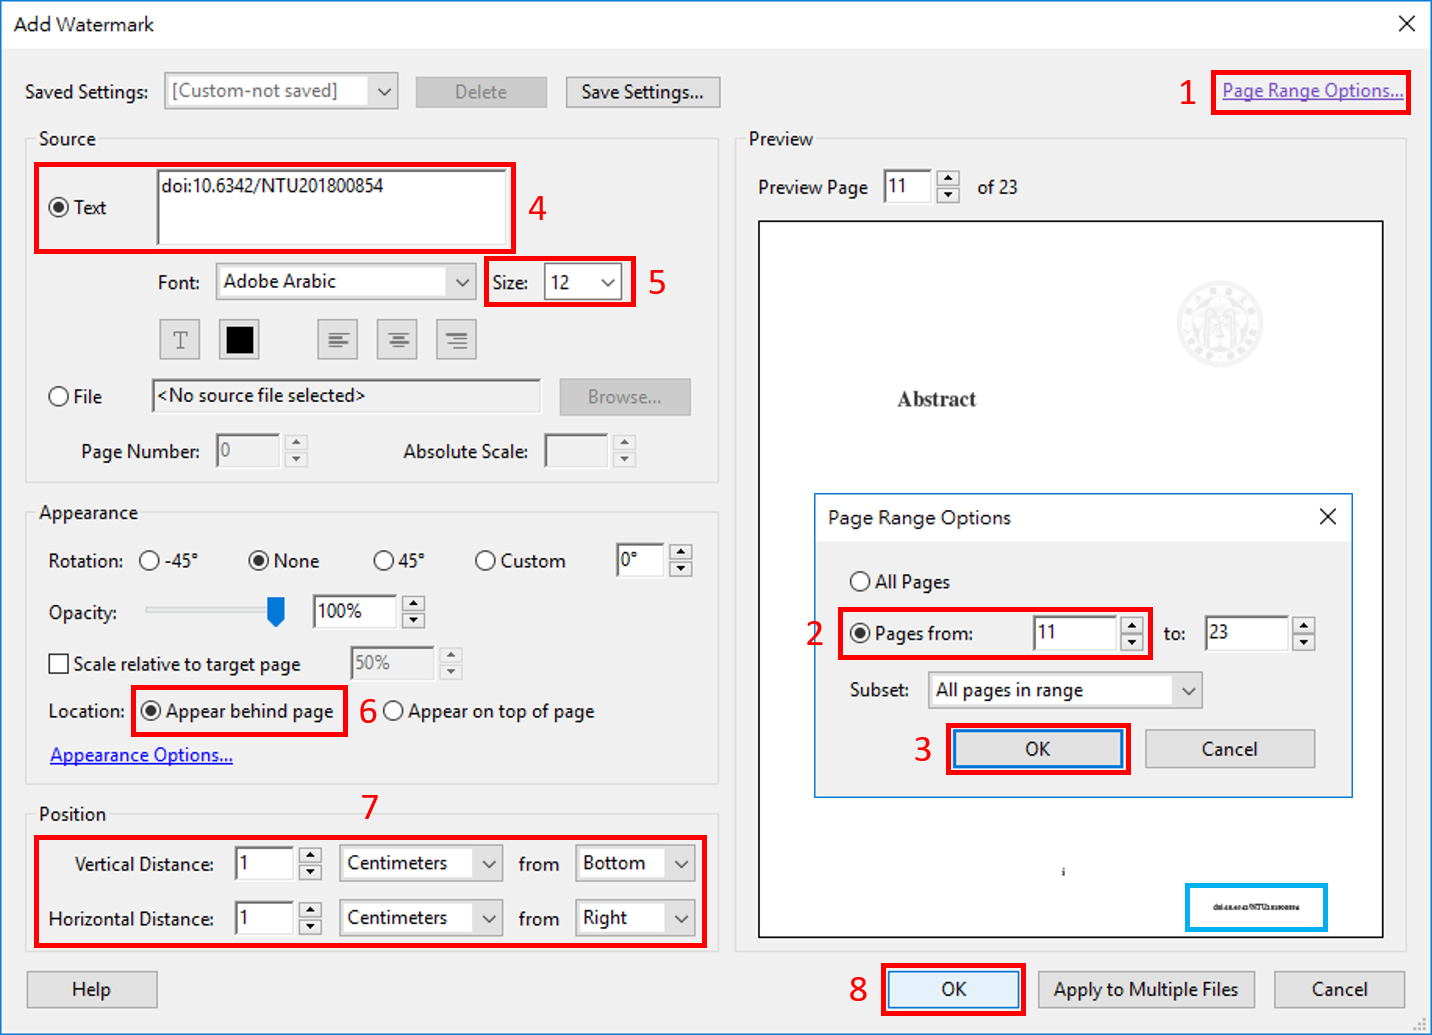 Add Watermark
Saved Settings: [Custom-not saved] Delete Save Settings... 1 Page Range Options...
Source
Text doi:10.6342/NTU201800854 4
Font: Adobe Arabic Size: 12 5
T
File <No source file selected> Browse...
Page Number: 0 Absolute Scale:
Appearance
Rotation: -45° None 45° Custom 0°
Opacity: 100%
Scale relative to target page 50%
Location: Appear behind page 6 Appear on top of page
Appearance Options...
Position 7
Vertical Distance: 1 Centimeters from Bottom
Horizontal Distance: 1 Centimeters from Right
Preview
Preview Page 11 of 23
Abstract
Page Range Options
All Pages
2 Pages from: 11 to: 23
Subset: All pages in range
3 OK Cancel
i
doi:10.6342/NTU201800854
Help 8 OK Apply to Multiple Files Cancel